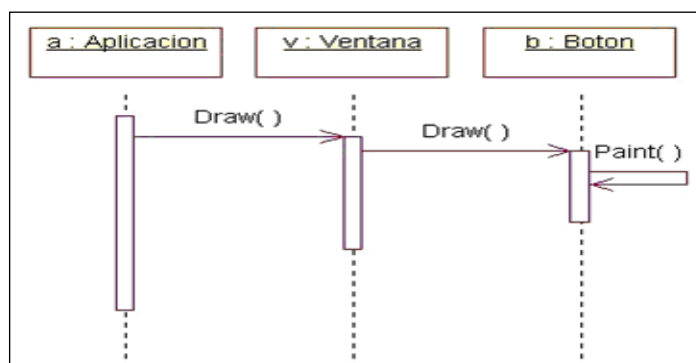 a : Aplicacion
v : Ventana
b : Boton
Draw( )
Draw( )
Paint( )